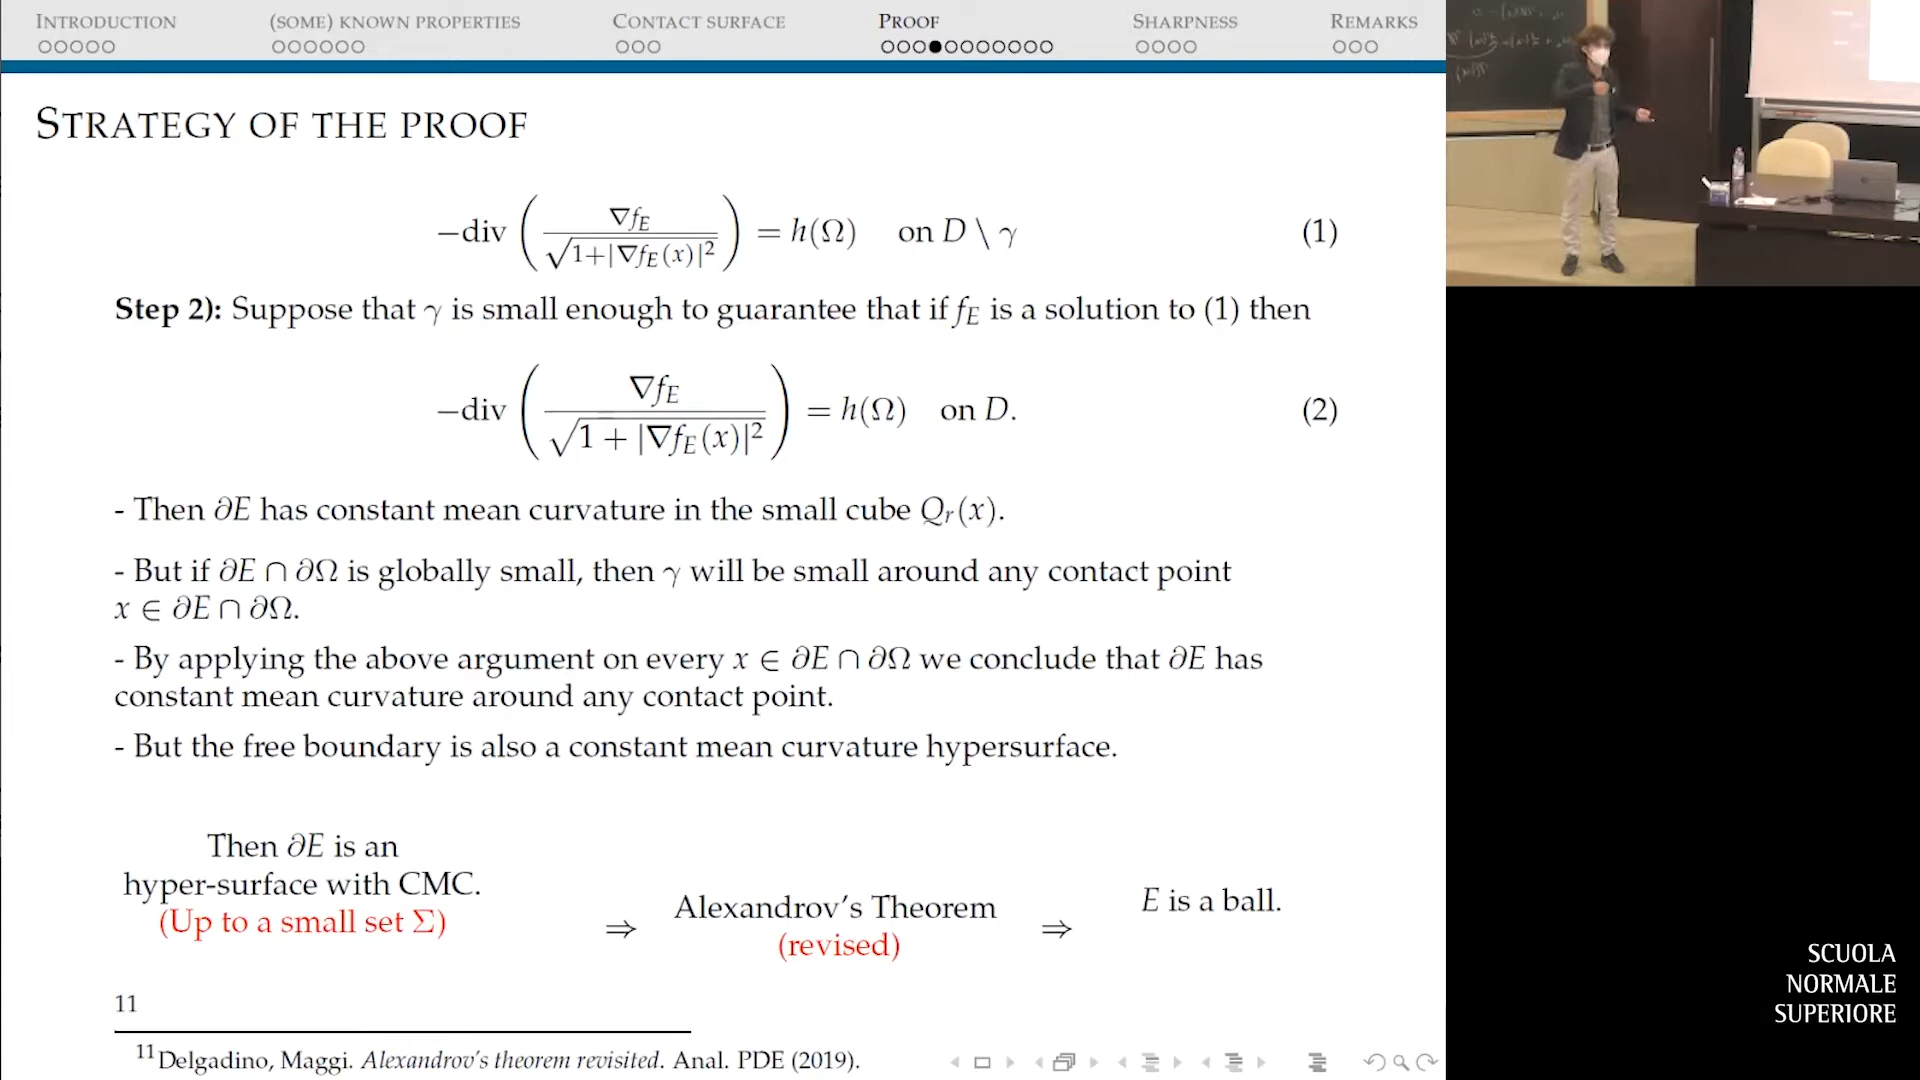 INTRODUCTION (SOME) KNOWN PROPERTIES CONTACT SURFACE PROOF SHARPNESS REMARKS
STRATEGY OF THE PROOF
−div ( ∇f_E / √1+|∇f_E(x)|² ) = h(Ω) on D \ γ (1)
Step 2): Suppose that γ is small enough to guarantee that if f_E is a solution to (1) then
−div ( ∇f_E / √1 + |∇f_E(x)|² ) = h(Ω) on D. (2)
- Then ∂E has constant mean curvature in the small cube Q_r(x).
- But if ∂E ∩ ∂Ω is globally small, then γ will be small around any contact point
x ∈ ∂E ∩ ∂Ω.
- By applying the above argument on every x ∈ ∂E ∩ ∂Ω we conclude that ∂E has
constant mean curvature around any contact point.
- But the free boundary is also a constant mean curvature hypersurface.
Then ∂E is an
hyper-surface with CMC.
(Up to a small set Σ)
⇒ Alexandrov's Theorem
(revised)
⇒ E is a ball.
11
¹¹Delgadino, Maggi. Alexandrov's theorem revisited. Anal. PDE (2019).
SCUOLA
NORMALE
SUPERIORE